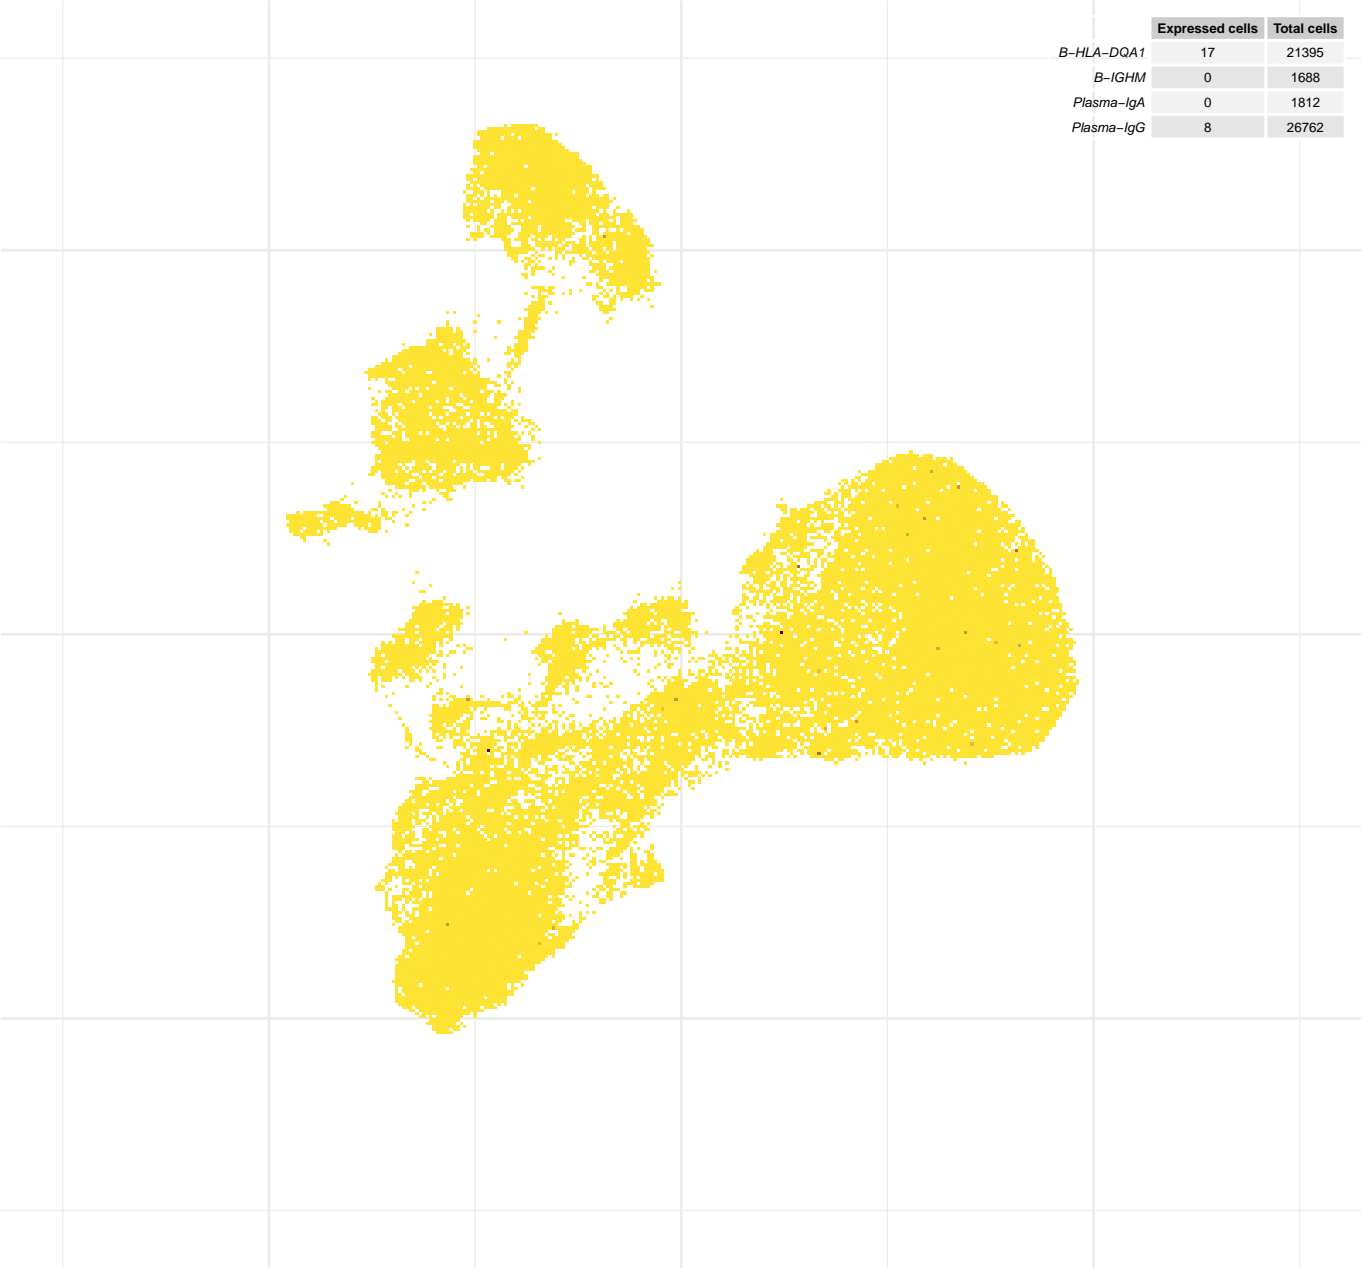 Expressed cells Total cells
B−HLA−DQA1 17 21395
B−IGHM 0 1688
Plasma−IgA 0 1812
Plasma−IgG 8 26762